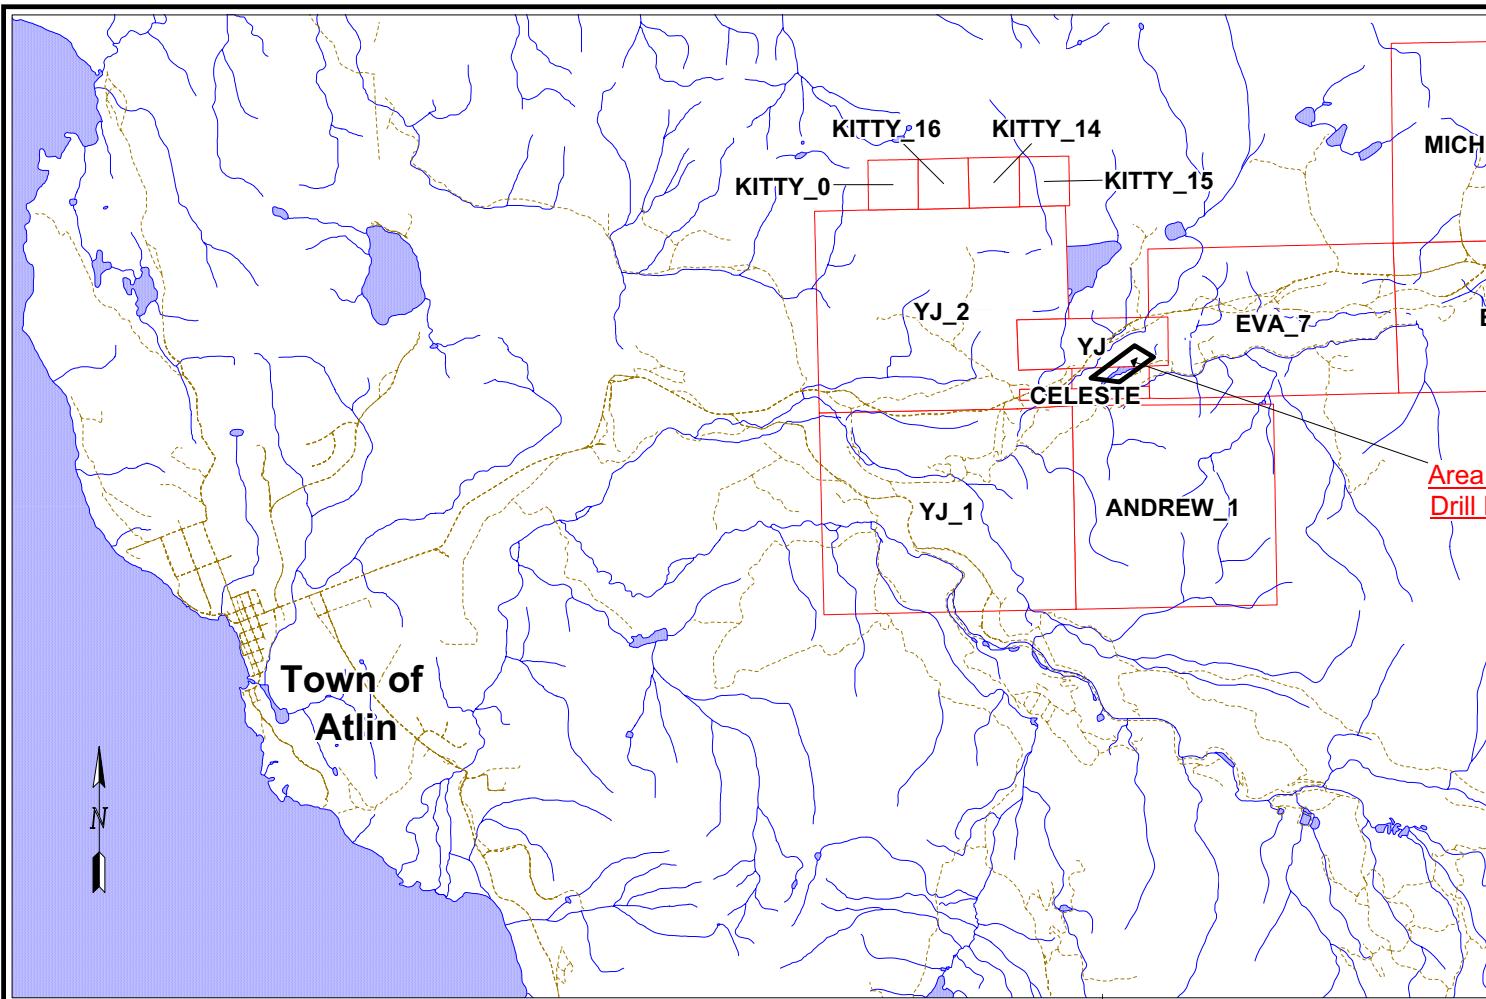 KITTY_16
KITTY_14
MICH
KITTY_0
KITTY_15
YJ_2
EVA_7
E
YJ
CELESTE
Area
Drill
YJ_1
ANDREW_1
Town of
Atlin
N